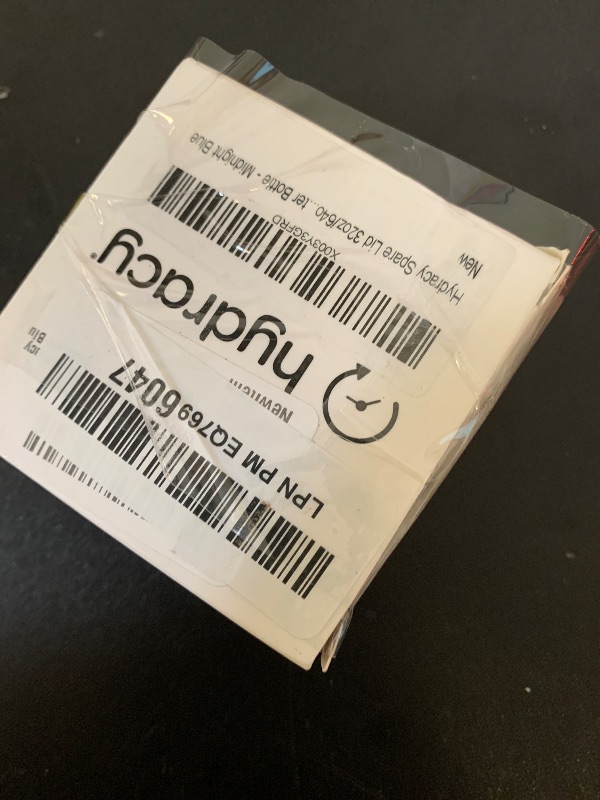 LPN PM EQ7696047
Newitem
hydracy®
X003Y3GFRD
Hydracy Spare Lid 32oz/64o...ter Bottle - Midnight Blue
New